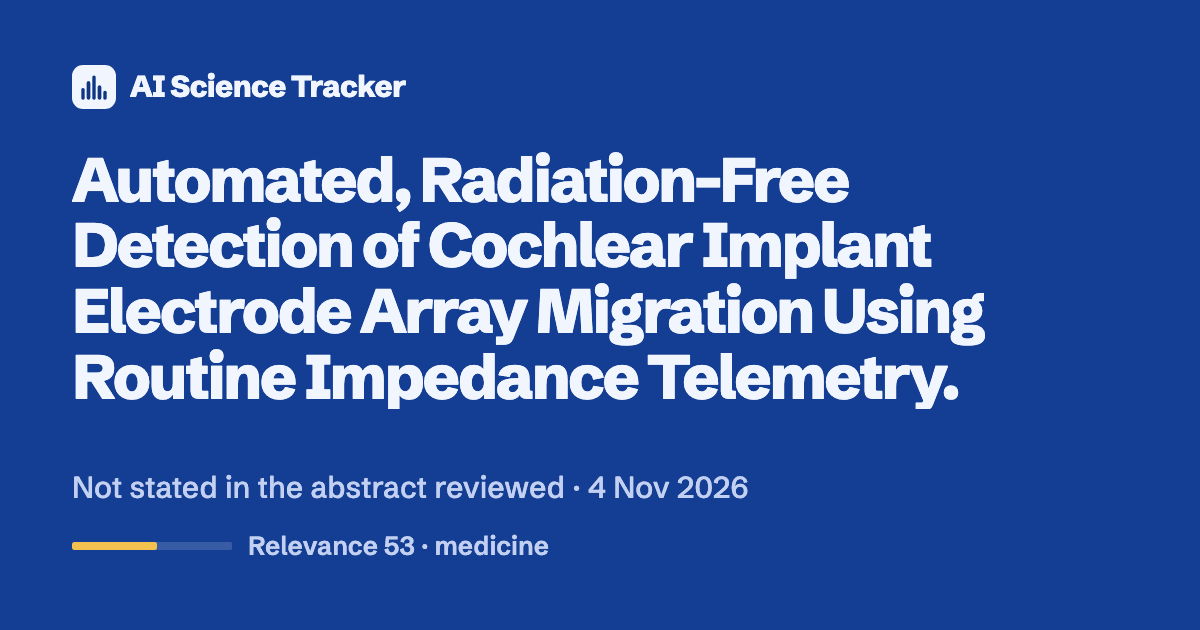 AI Science Tracker
Automated, Radiation-Free
Detection of Cochlear Implant
Electrode Array Migration Using
Routine Impedance Telemetry.
Not stated in the abstract reviewed · 4 Nov 2026
Relevance 53 · medicine